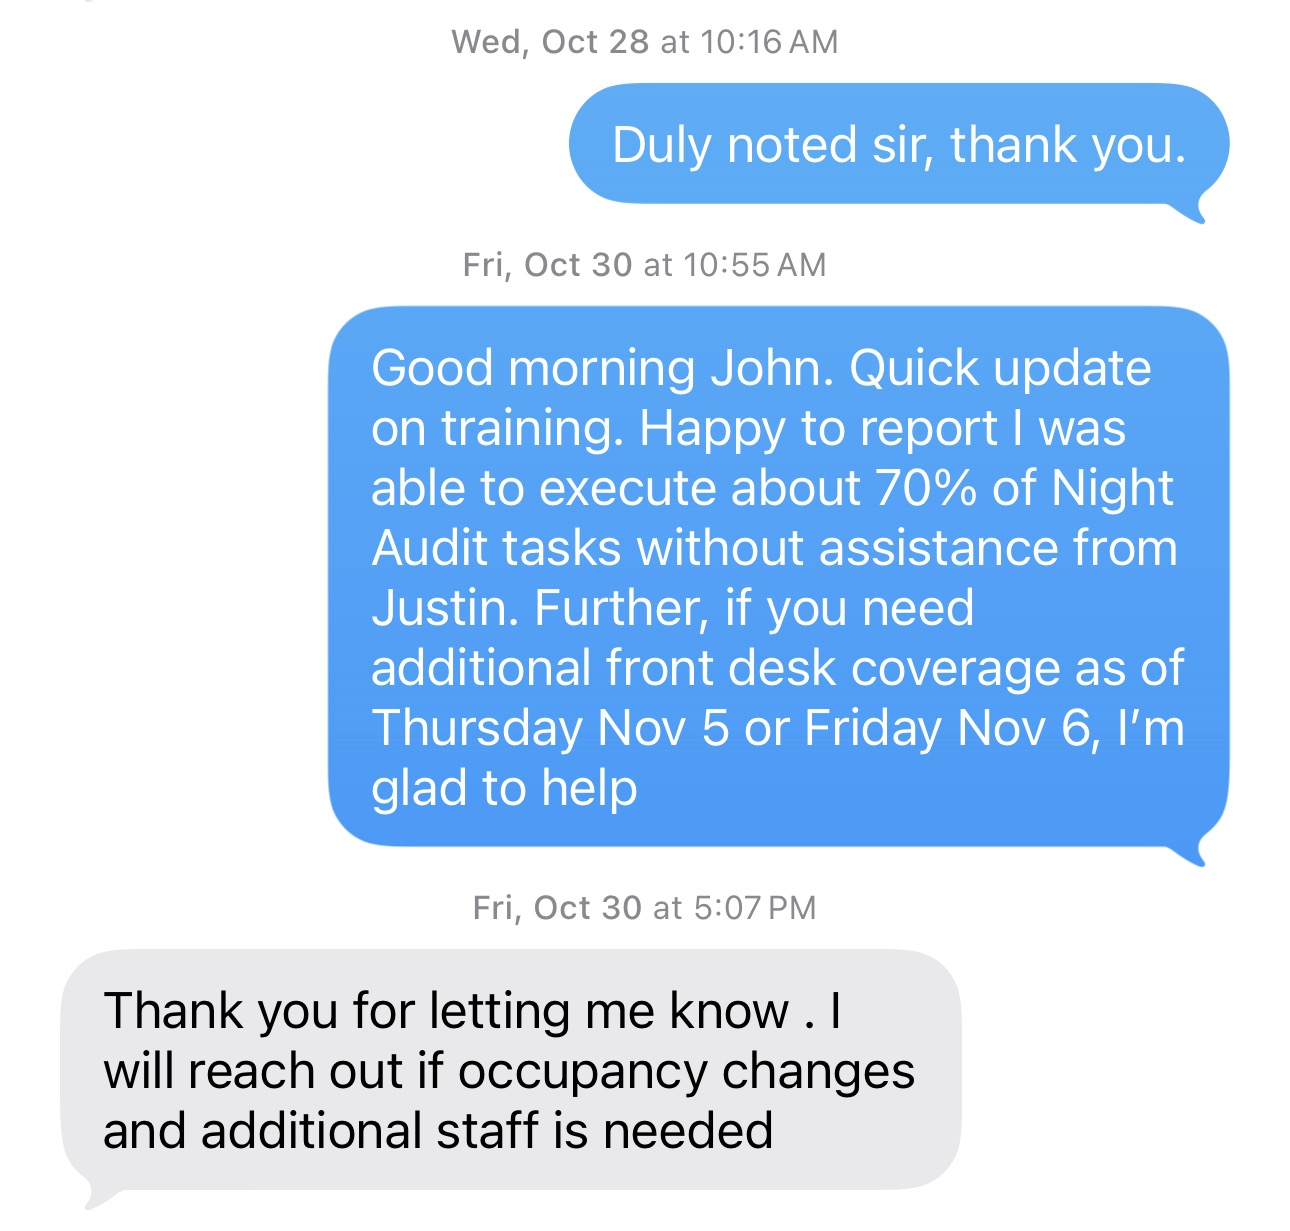 Wed, Oct 28 at 10:16 AM
Duly noted sir, thank you.
Fri, Oct 30 at 10:55 AM
Good morning John. Quick update
on training. Happy to report I was
able to execute about 70% of Night
Audit tasks without assistance from
Justin. Further, if you need
additional front desk coverage as of
Thursday Nov 5 or Friday Nov 6, I’m
glad to help
Fri, Oct 30 at 5:07 PM
Thank you for letting me know . I
will reach out if occupancy changes
and additional staff is needed